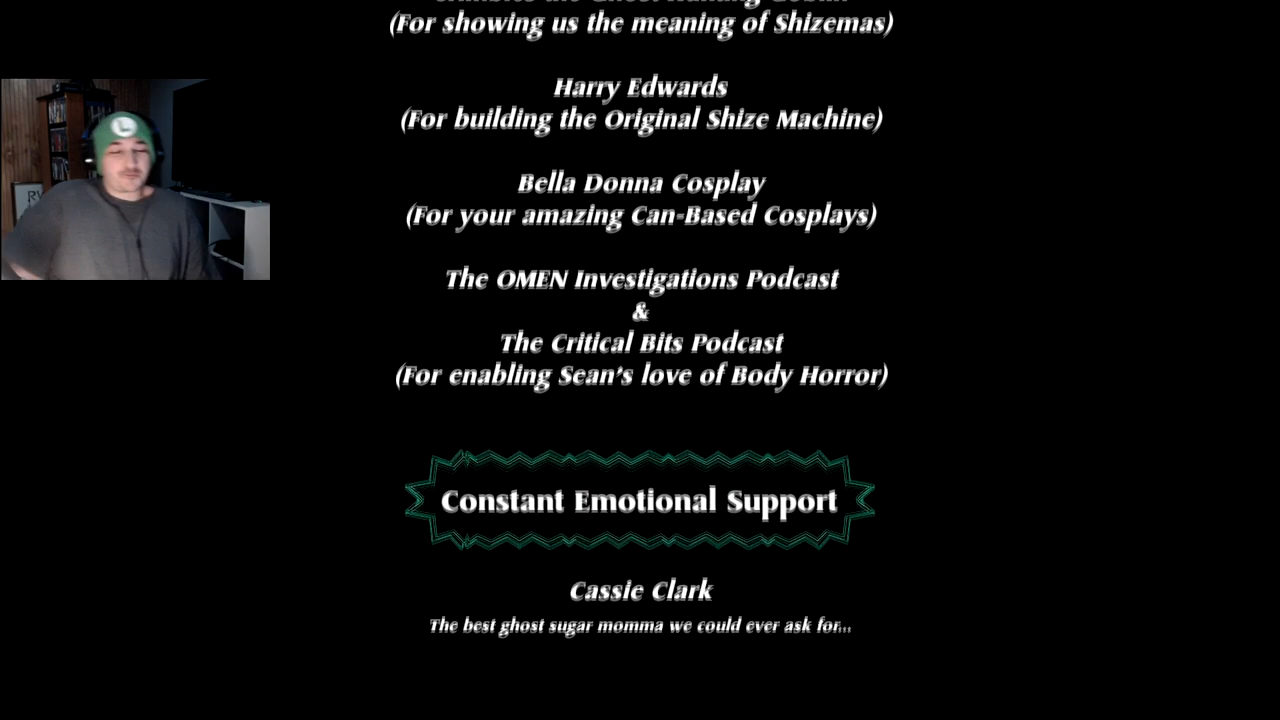 (For showing us the meaning of Shizemas)
Harry Edwards
(For building the Original Shize Machine)
Bella Donna Cosplay
(For your amazing Can-Based Cosplays)
The OMEN Investigations Podcast
&
The Critical Bits Podcast
(For enabling Sean's love of Body Horror)
Constant Emotional Support
Cassie Clark
The best ghost sugar momma we could ever ask for...
L
RV